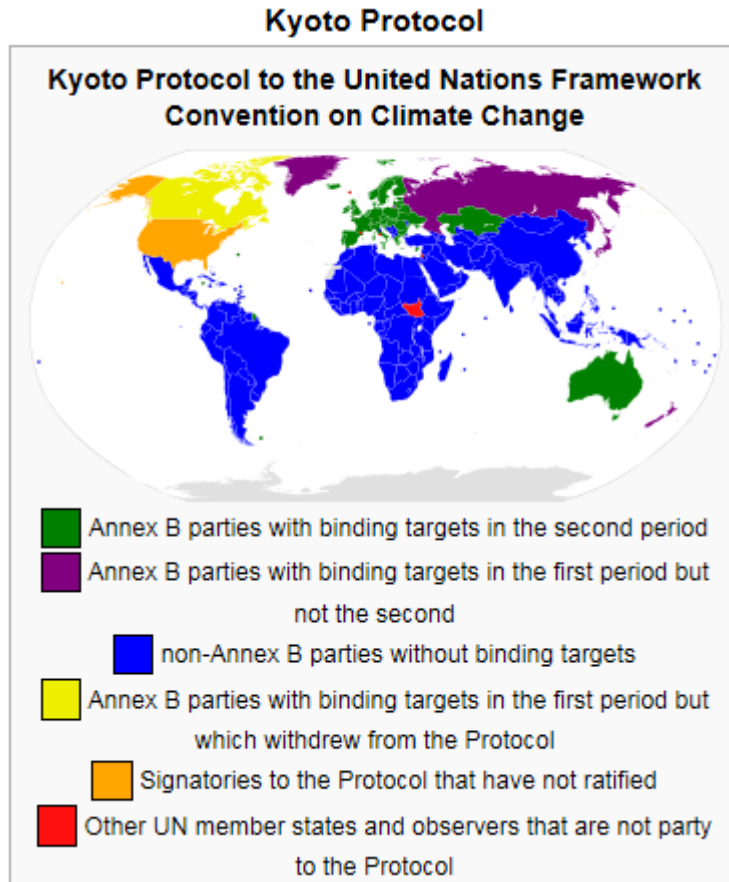 Kyoto Protocol
Kyoto Protocol to the United Nations Framework
Convention on Climate Change
Annex B parties with binding targets in the second period
Annex B parties with binding targets in the first period but
not the second
non-Annex B parties without binding targets
Annex B parties with binding targets in the first period but
which withdrew from the Protocol
Signatories to the Protocol that have not ratified
Other UN member states and observers that are not party
to the Protocol